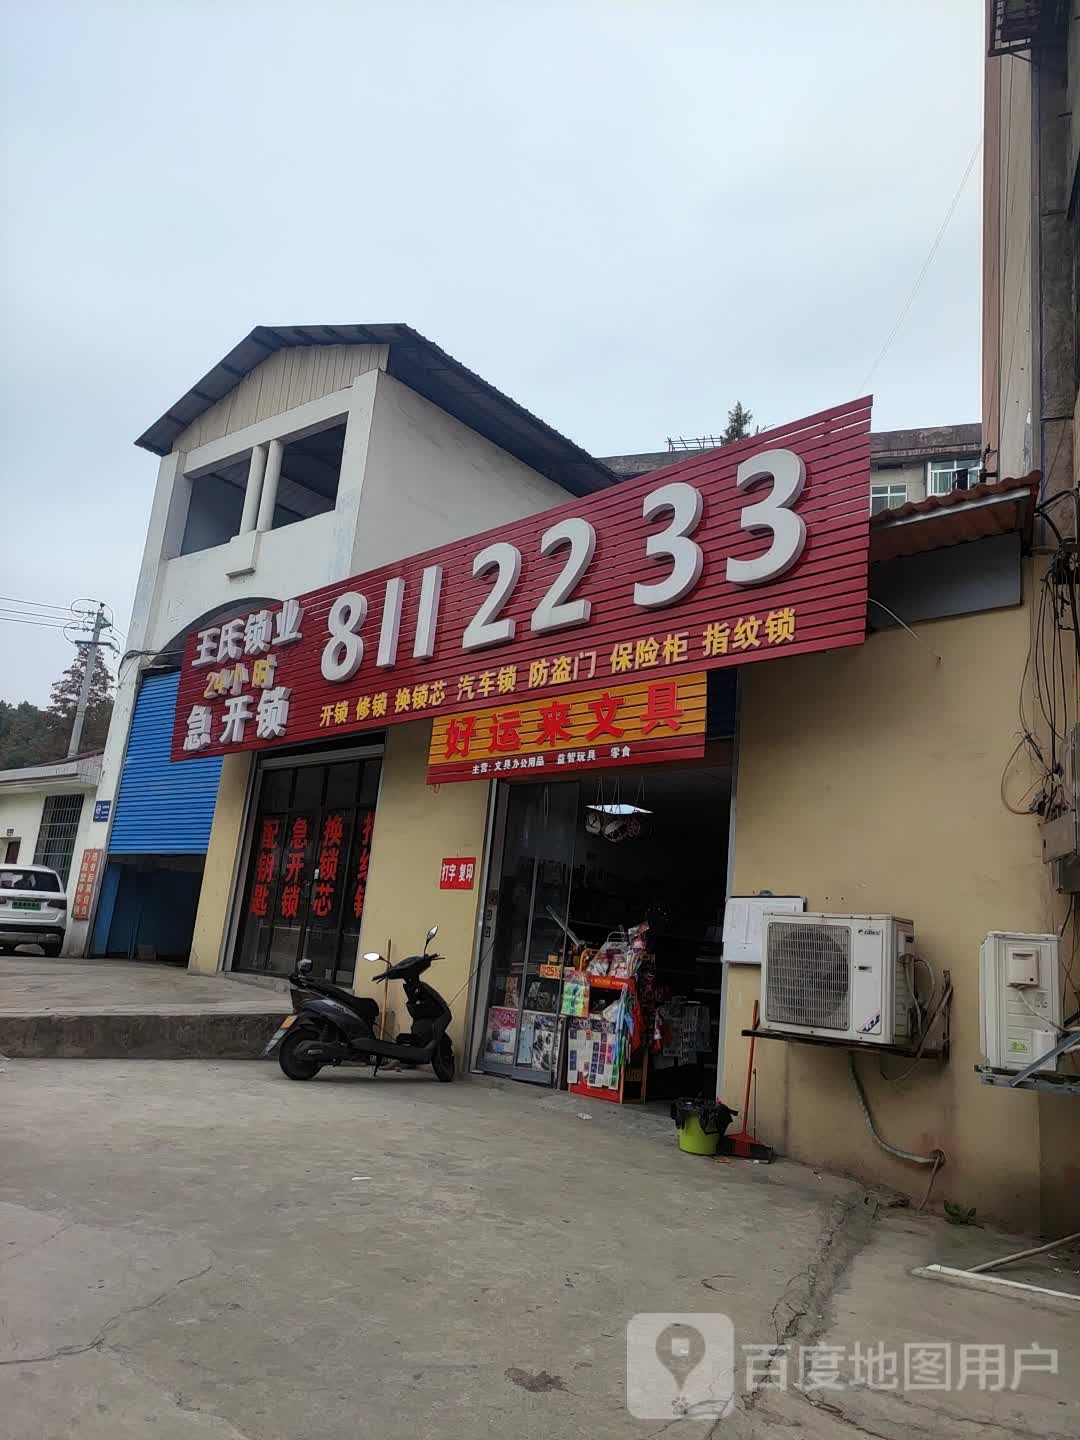 王氏锁业
24小时
急开锁
8112233
开锁 修锁 换锁芯 汽车锁 防盗门 保险柜 指纹锁
好运来文具
主营:文具办公用品 益智玩具 零食
配钥匙
急开锁
换锁芯
打字·复印
百度地图用户